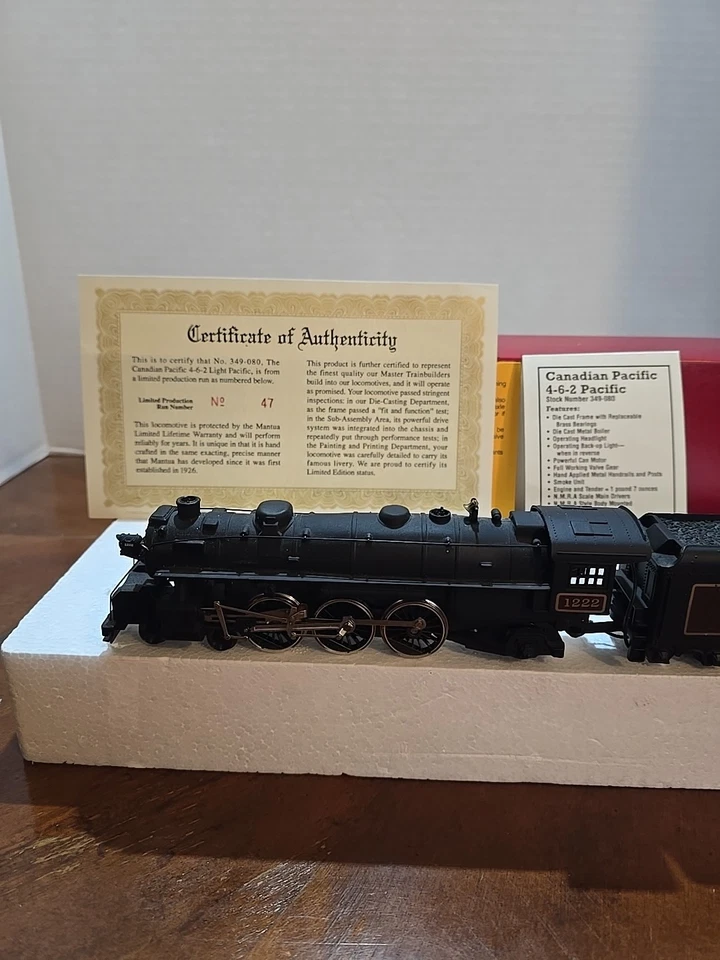 Certificate of Authenticity
This is to certify that No. 349-080, The
Canadian Pacific 4-6-2 Light Pacific, is from
a limited production run as numbered below.
Limited Production
Run Number
Nº 47
This locomotive is protected by the Mantua
Limited Lifetime Warranty and will perform
reliably for years. It is unique in that it is hand
crafted in the same exacting, precise manner
that Mantua has developed since it was first
established in 1926.
This product is further certified to represent
the finest quality our Master Trainbuilders
build into our locomotives, and it will operate
as promised. Your locomotive passed stringent
inspections: in our Die-Casting Department,
as the frame passed a "fit and function" test;
in the Sub-Assembly Area, its powerful drive
system was integrated into the chassis and
repeatedly put through performance tests; in
the Painting and Printing Department, your
locomotive was carefully detailed to carry its
famous livery. We are proud to certify its
Limited Edition status.
Canadian Pacific
4-6-2 Pacific
Stock Number 349-080
Features:
• Die Cast Frame with Replaceable
Brass Bearings
• Die Cast Metal Boiler
• Operating Headlight
• Operating Back-up Light—
when in reverse
• Powerful Can Motor
• Full Working Valve Gear
• Hand Applied Metal Handrails and Posts
• Smoke Unit
• Engine and Tender = 1 pound 7 ounces
• N.M.R.A Scale Main Drivers
• N.M.R.A Style Body Mounted
1222